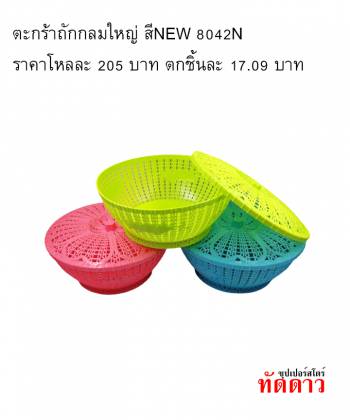 ตะกร้าถักกลมใหญ่ สีNEW 8042N
ราคาโหลละ 205 บาท ตกชิ้นละ 17.09 บาท
ซุปเปอร์สโตร์
ทัดดาว